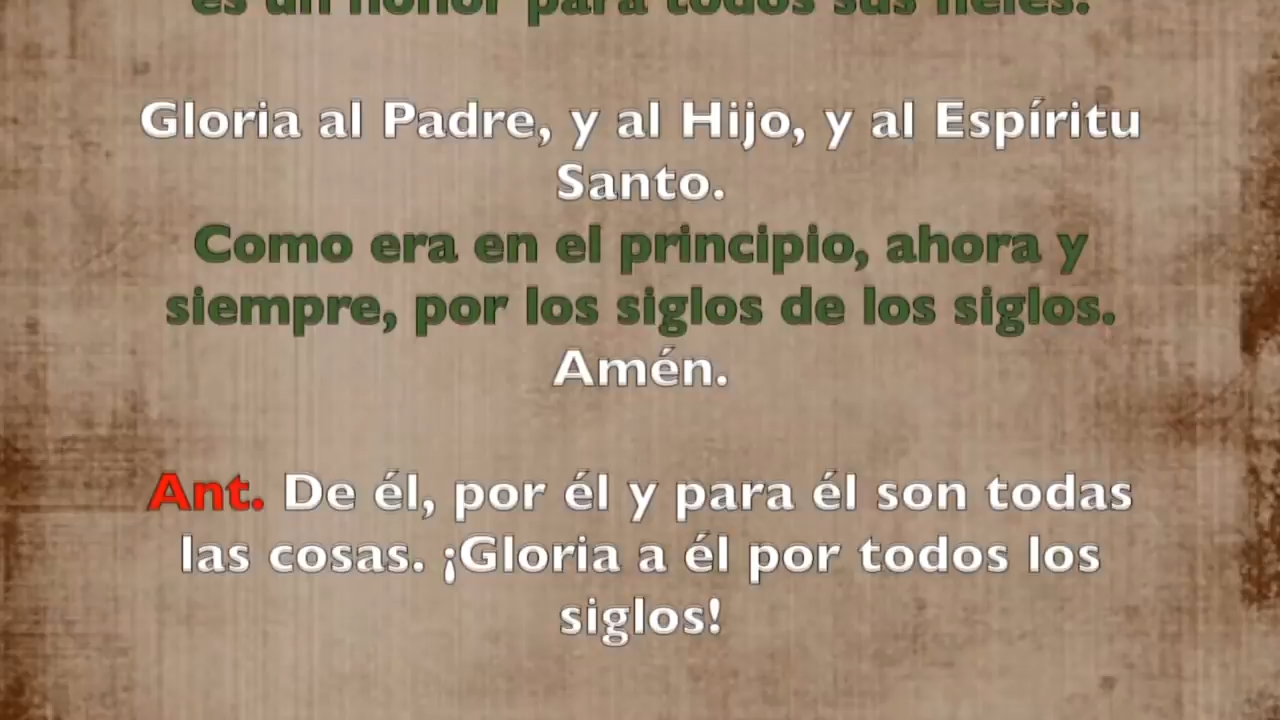 es un honor para todos sus fieles.
Gloria al Padre, y al Hijo, y al Espíritu
Santo.
Como era en el principio, ahora y
siempre, por los siglos de los siglos.
Amén.
Ant. De él, por él y para él son todas
las cosas. ¡Gloria a él por todos los
siglos!